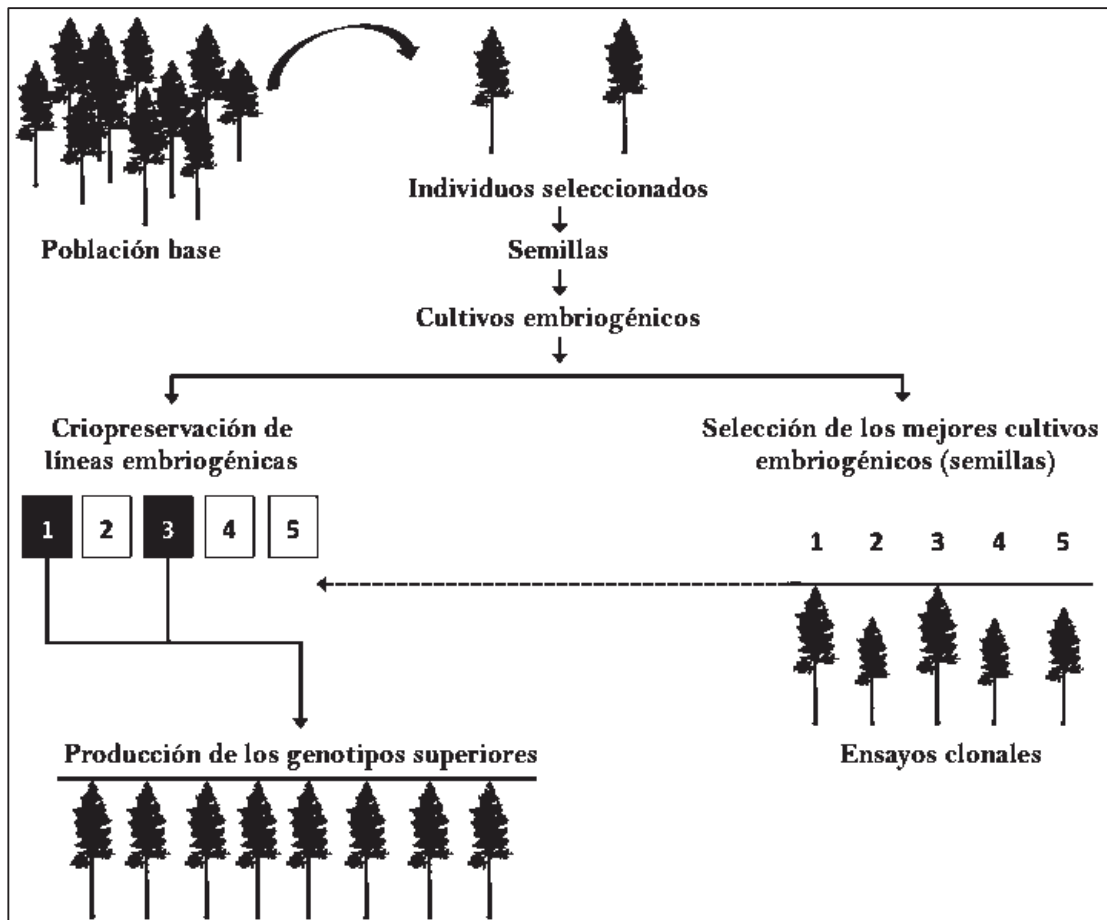 Individuos seleccionados
Población base
Semillas
Cultivos embriogénicos
Criopreservación de
líneas embriogénicas
1 2 3 4 5
Selección de los mejores cultivos
embriogénicos (semillas)
1 2 3 4 5
Producción de los genotipos superiores
Ensayos clonales